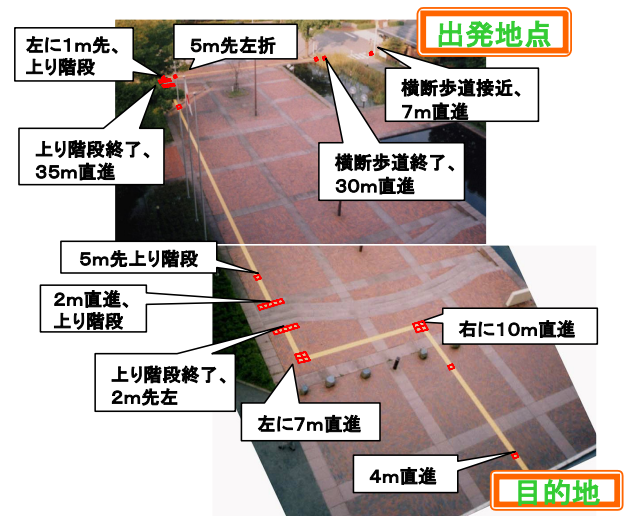 出発地点
左に1m先、
上り階段
5m先左折
横断歩道接近、
7m直進
上り階段終了、
35m直進
横断歩道終了、
30m直進
5m先上り階段
2m直進、
上り階段
右に10m直進
上り階段終了、
2m先左
左に7m直進
4m直進
目的地